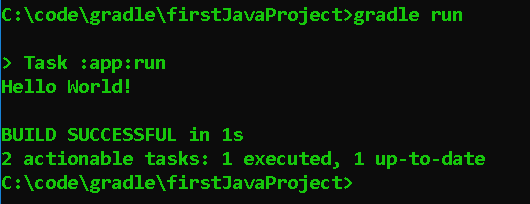 C:\code\gradle\firstJavaProject>gradle run
> Task :app:run
Hello World!
BUILD SUCCESSFUL in 1s
2 actionable tasks: 1 executed, 1 up-to-date
C:\code\gradle\firstJavaProject>